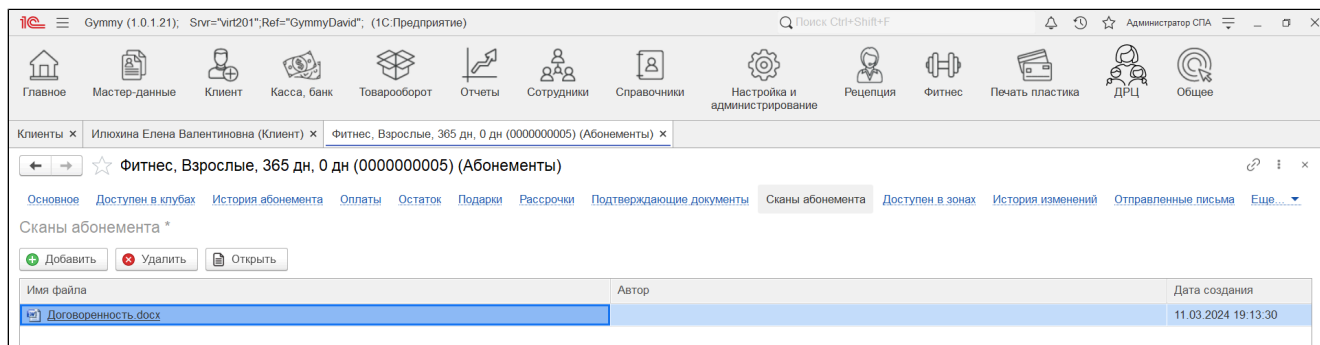 Gymmy (1.0.1.21); Srvr="virt201";Ref="GymmyDavid"; (1С:Предприятие) Поиск Ctrl+Shift+F Администратор СПА
Главное Мастер-данные Клиент Касса, банк Товарооборот Отчеты Сотрудники Справочники Настройка и администрирование Рецепция Фитнес Печать пластика ДРЦ Общее
Клиенты × Илюхина Елена Валентиновна (Клиент) × Фитнес, Взрослые, 365 дн, 0 дн (0000000005) (Абонементы) ×
Фитнес, Взрослые, 365 дн, 0 дн (0000000005) (Абонементы)
Основное Доступен в клубах История абонемента Оплаты Остаток Подарки Рассрочки Подтверждающие документы Сканы абонемента Доступен в зонах История изменений Отправленные письма Еще...
Сканы абонемента *
Добавить Удалить Открыть
Имя файла Автор Дата создания
Договоренность.docx 11.03.2024 19:13:30